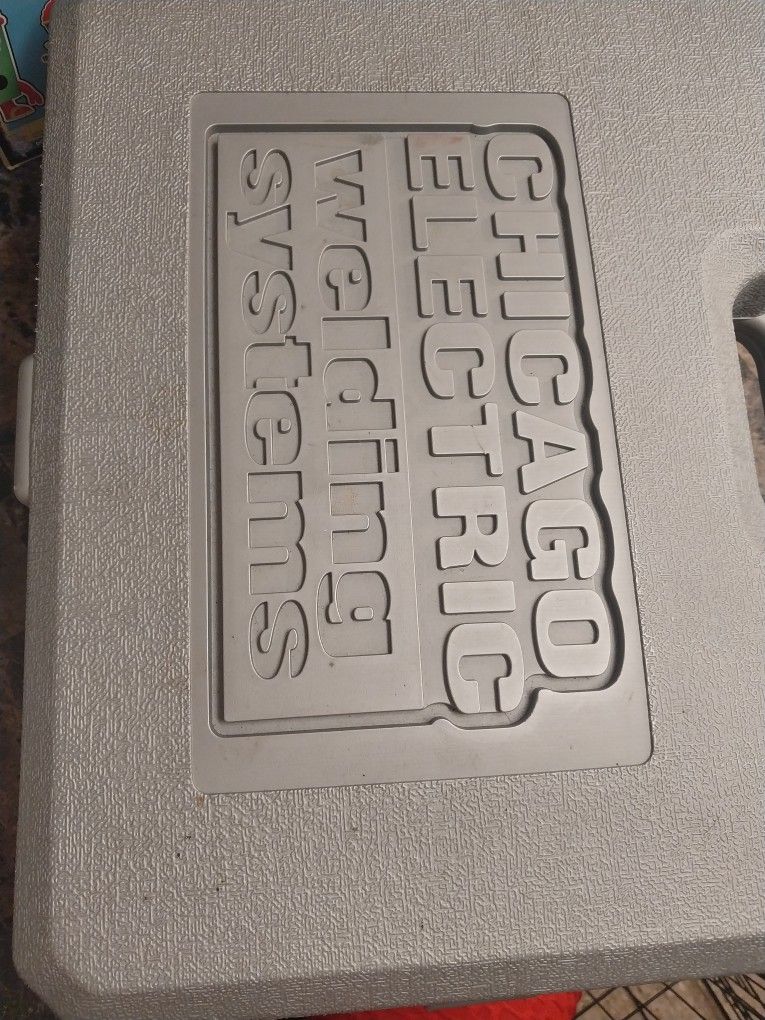 CHICAGO
ELECTRIC
welding
systems